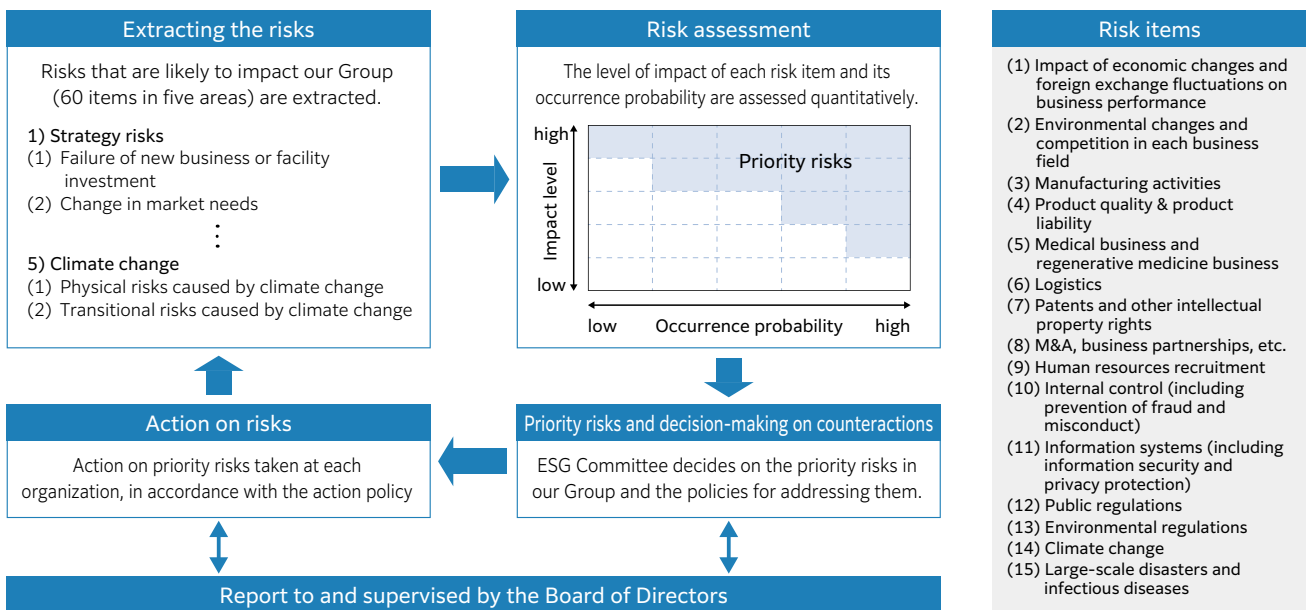 Extracting the risks
Risks that are likely to impact our Group
(60 items in five areas) are extracted.
1) Strategy risks
(1) Failure of new business or facility
investment
(2) Change in market needs
⋮
5) Climate change
(1) Physical risks caused by climate change
(2) Transitional risks caused by climate change
Risk assessment
The level of impact of each risk item and its
occurrence probability are assessed quantitatively.
high
Impact level
low
Priority risks
low Occurrence probability high
Priority risks and decision-making on counteractions
ESG Committee decides on the priority risks in
our Group and the policies for addressing them.
Action on risks
Action on priority risks taken at each
organization, in accordance with the action policy
Report to and supervised by the Board of Directors
Risk items
(1) Impact of economic changes and
foreign exchange fluctuations on
business performance
(2) Environmental changes and
competition in each business
field
(3) Manufacturing activities
(4) Product quality & product
liability
(5) Medical business and
regenerative medicine business
(6) Logistics
(7) Patents and other intellectual
property rights
(8) M&A, business partnerships, etc.
(9) Human resources recruitment
(10) Internal control (including
prevention of fraud and
misconduct)
(11) Information systems (including
information security and
privacy protection)
(12) Public regulations
(13) Environmental regulations
(14) Climate change
(15) Large-scale disasters and
infectious diseases